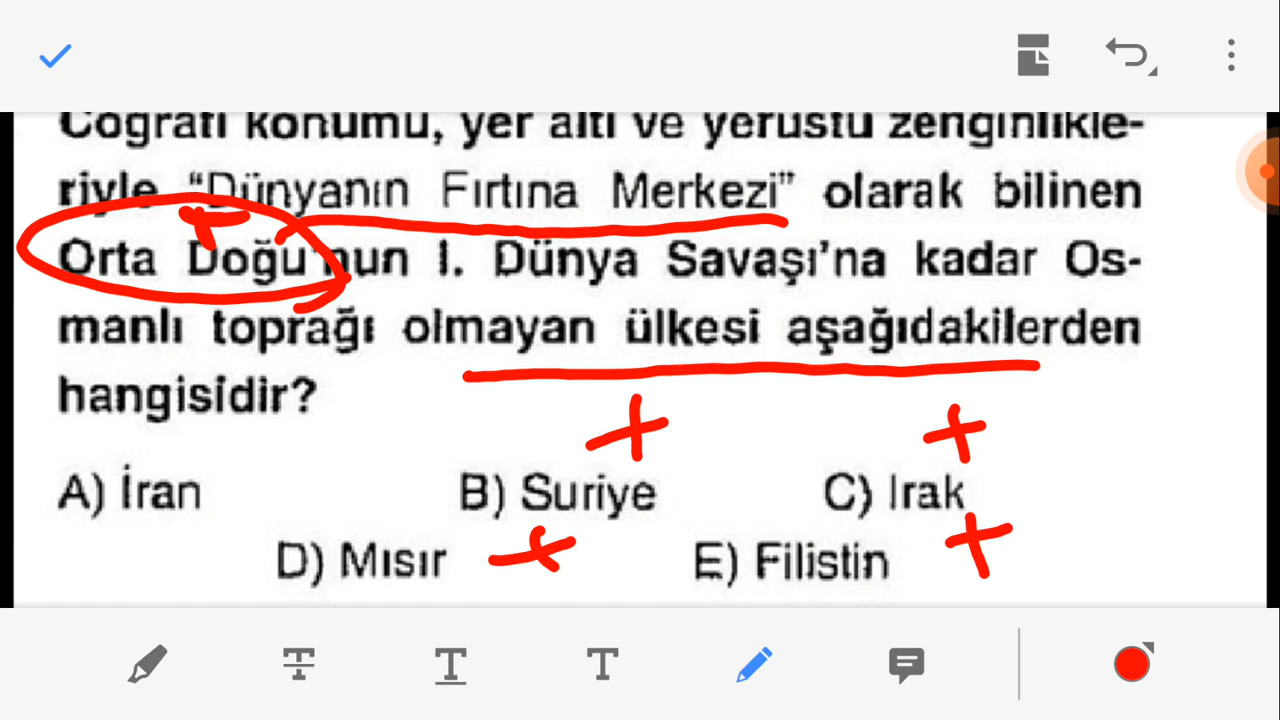 Coğrafi konumu, yer altı ve yerüstü zenginlikle-
riyle “Dünyanın Fırtına Merkezi” olarak bilinen
Orta Doğu'nun I. Dünya Savaşı'na kadar Os-
manlı toprağı olmayan ülkesi aşağıdakilerden
hangisidir?
A) İran B) Suriye C) Irak
D) Mısır E) Filistin